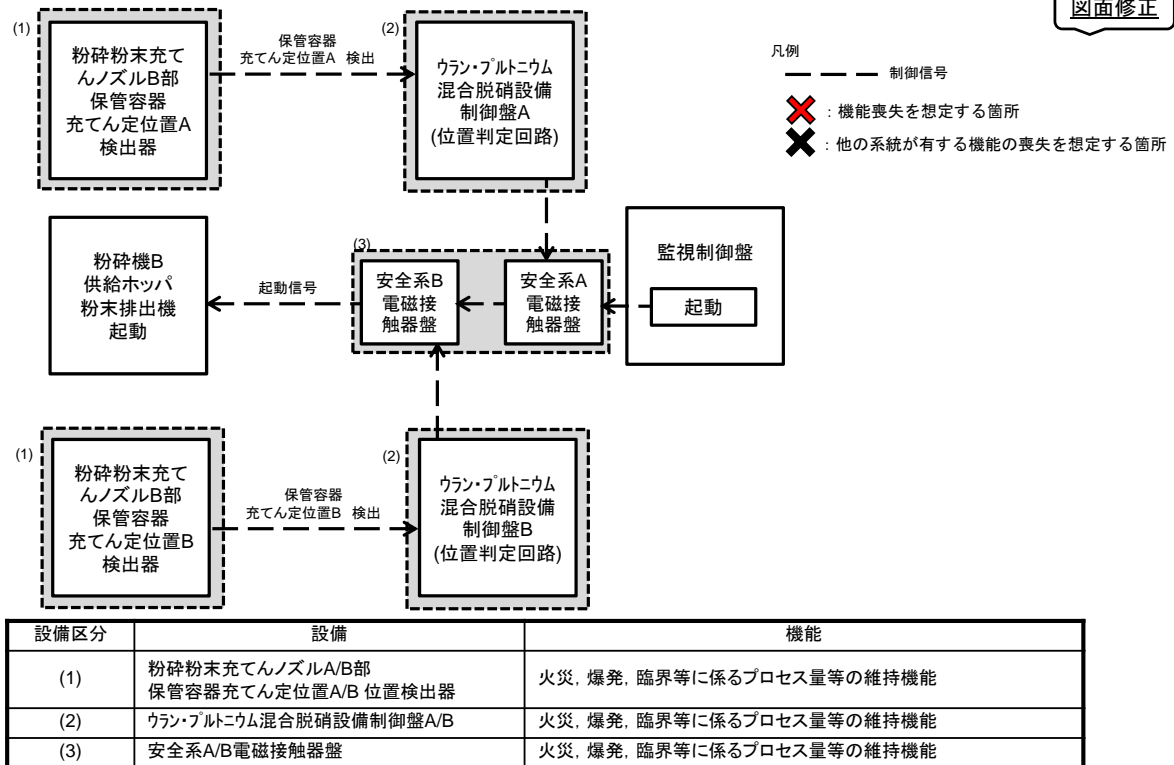 図面修正
(1)
粉砕粉末充て
んノズルB部
保管容器
充てん定位置A
検出器
保管容器
充てん定位置A 検出
(2)
ウラン・プルトニウム
混合脱硝設備
制御盤A
(位置判定回路)
凡例
制御信号
：機能喪失を想定する箇所
：他の系統が有する機能の喪失を想定する箇所
粉砕機B
供給ホッパ
粉末排出機
起動
起動信号
(3)
安全系B
電磁接
触器盤
安全系A
電磁接
触器盤
監視制御盤
起動
(1)
粉砕粉末充て
んノズルB部
保管容器
充てん定位置B
検出器
保管容器
充てん定位置B 検出
(2)
ウラン・プルトニウム
混合脱硝設備
制御盤B
(位置判定回路)
設備区分 設備 機能
(1) 粉砕粉末充てんノズルA/B部
保管容器充てん定位置A/B 位置検出器 火災，爆発，臨界等に係るプロセス量等の維持機能
(2) ウラン・プルトニウム混合脱硝設備制御盤A/B 火災，爆発，臨界等に係るプロセス量等の維持機能
(3) 安全系A/B電磁接触器盤 火災，爆発，臨界等に係るプロセス量等の維持機能